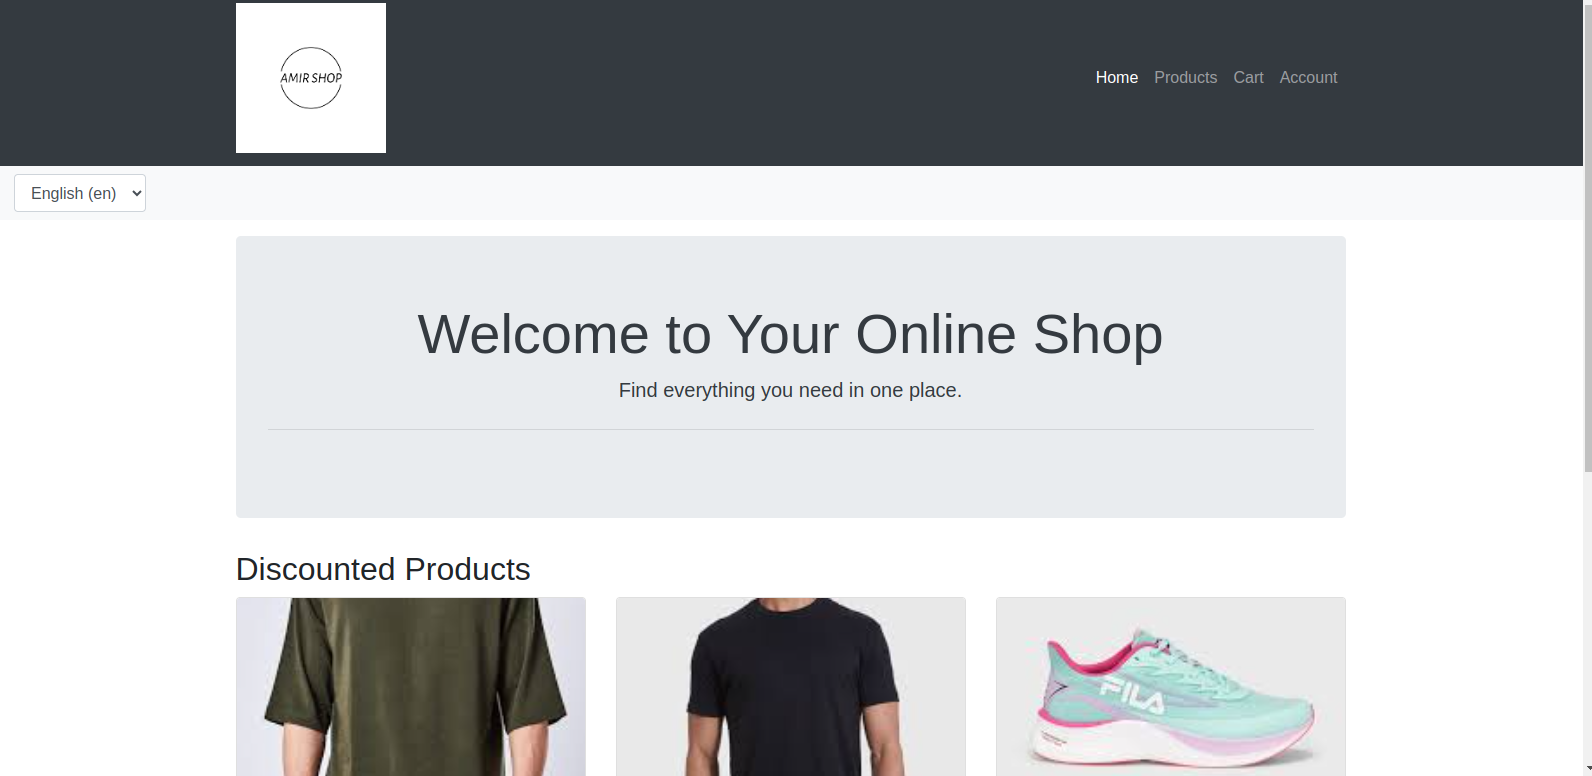 AMIR SHOP
Home Products Cart Account
English (en)
Welcome to Your Online Shop
Find everything you need in one place.
Discounted Products
FILA